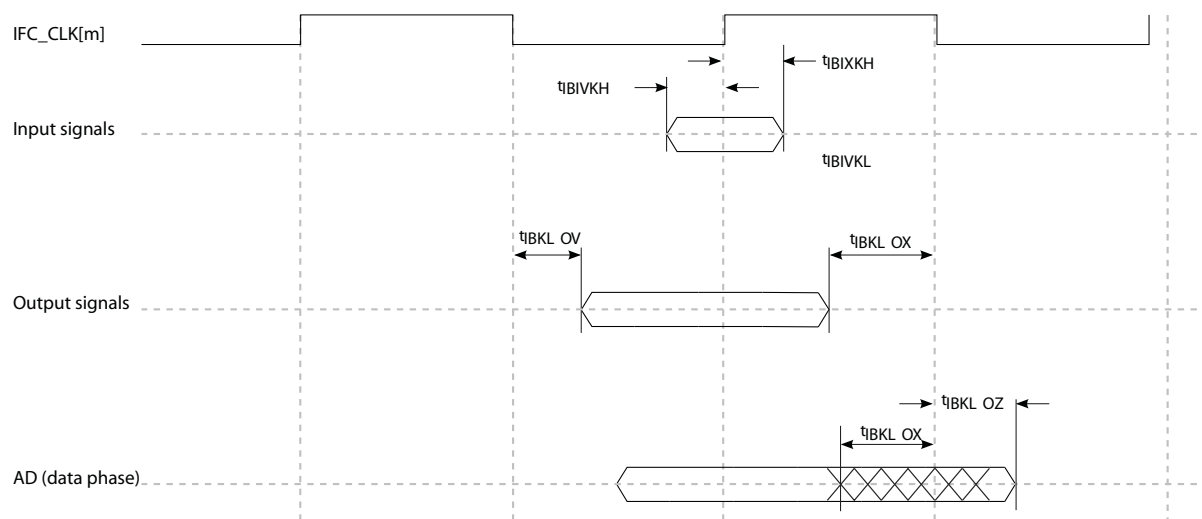 IFC_CLK[m]
tIBIXKH
tIBIVKH
Input signals
tIBIVKL
tIBKL OV
tIBKL OX
Output signals
tIBKL OZ
tIBKL OX
AD (data phase)